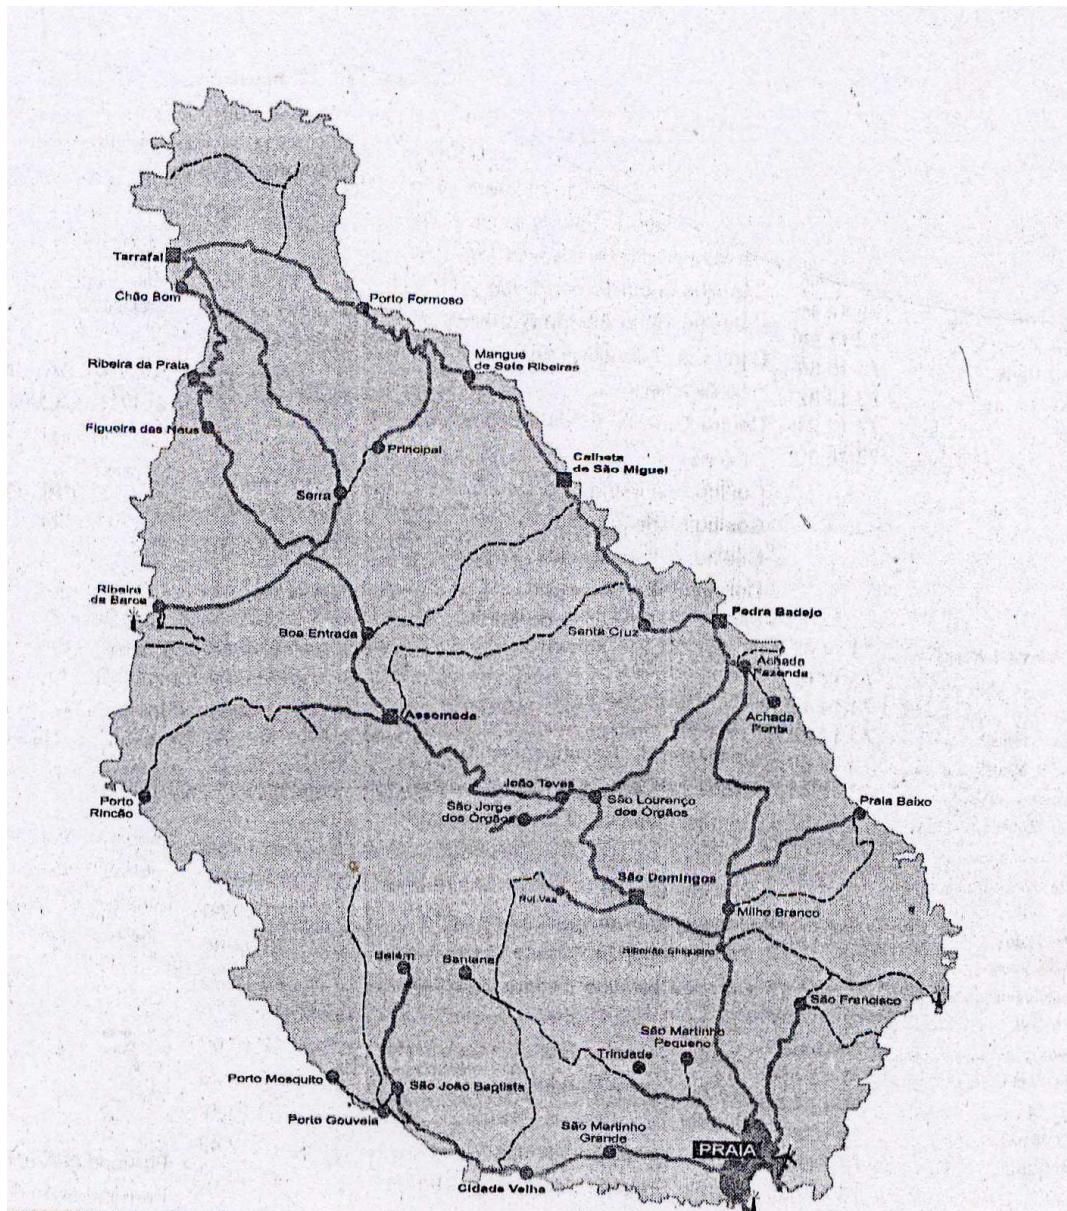 Tarrafal
Chão Bom
Porto Formoso
Ribeira da Prata
Mangue
de Sete Ribeiras
Figueira das Naus
Principal
Calheta
de São Miguel
Serra
Ribeira
da Barca
Boa Entrada
Santa Cruz
Pedra Badejo
Achada
Fazenda
Achada
Ponta
Assomada
Porto
Rincão
João Teves
São Jorge
dos Órgãos
São Lourenço
dos Órgãos
Praia Baixo
São Domingos
Rui Vaz
Milho Branco
Ribeirão Chiqueiro
Belém
Santana
São Francisco
São Martinho
Pequeno
Trindade
Porto Mosquito
São João Baptista
Porto Gouveia
São Martinho
Grande
PRAIA
Cidade Velha